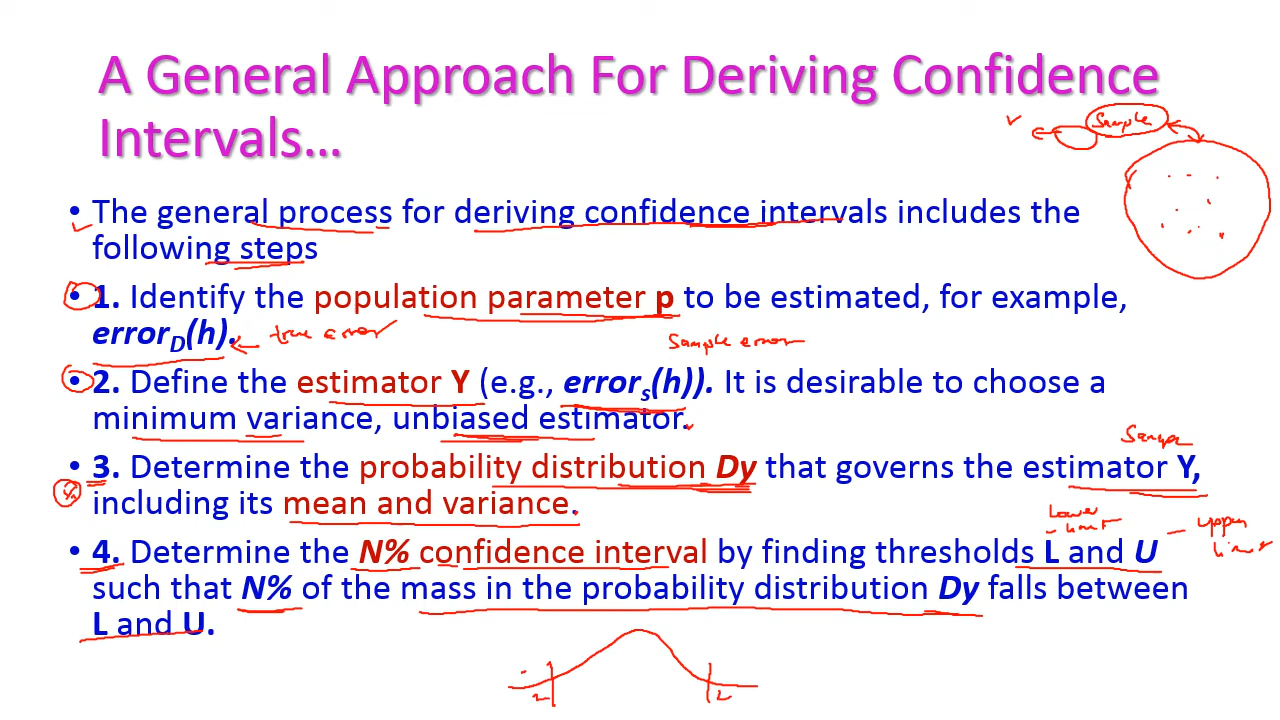 A General Approach For Deriving Confidence
Intervals...
Sample
• The general process for deriving confidence intervals includes the
following steps
• 1. Identify the population parameter p to be estimated, for example,
errorD(h).
true error
Sample error
• 2. Define the estimator Y (e.g., errors(h)). It is desirable to choose a
minimum variance, unbiased estimator.
• 3. Determine the probability distribution Dy that governs the estimator Y,
including its mean and variance.
Lower
limit
upper
limit
• 4. Determine the N% confidence interval by finding thresholds L and U
such that N% of the mass in the probability distribution Dy falls between
L and U.